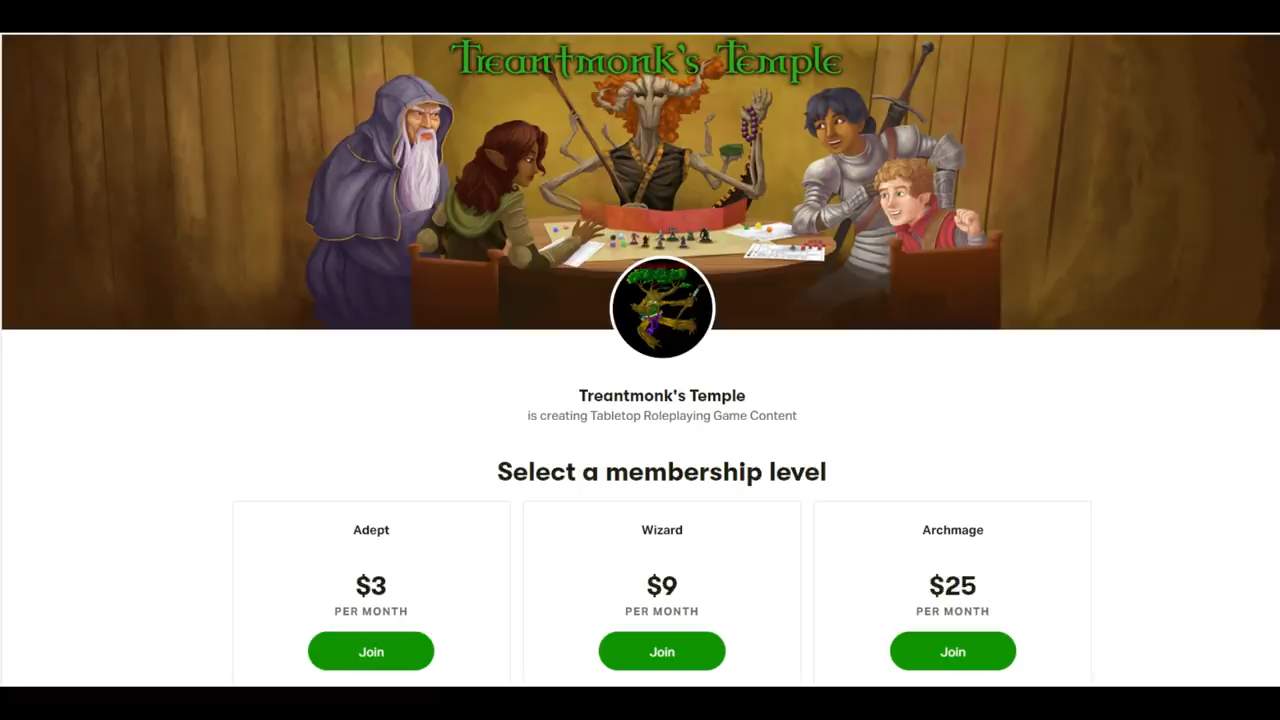 Treantmonk's Temple
Treantmonk's Temple
is creating Tabletop Roleplaying Game Content
Select a membership level
Adept
$3
PER MONTH
Join
Wizard
$9
PER MONTH
Join
Archmage
$25
PER MONTH
Join